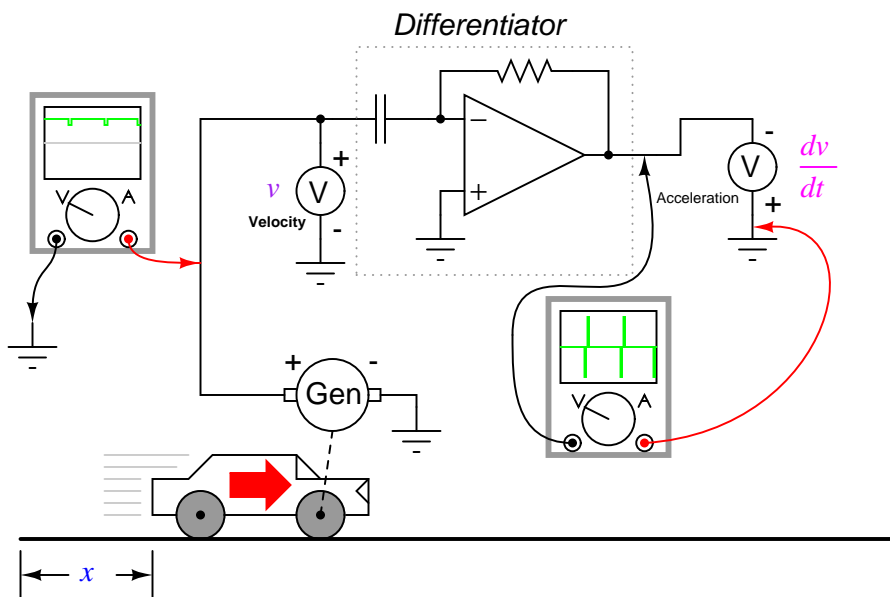 Differentiator
V A
+
-
v
Velocity
V
−
+
Acceleration
-
V
+
dv
dt
+ -
Gen
V A
x